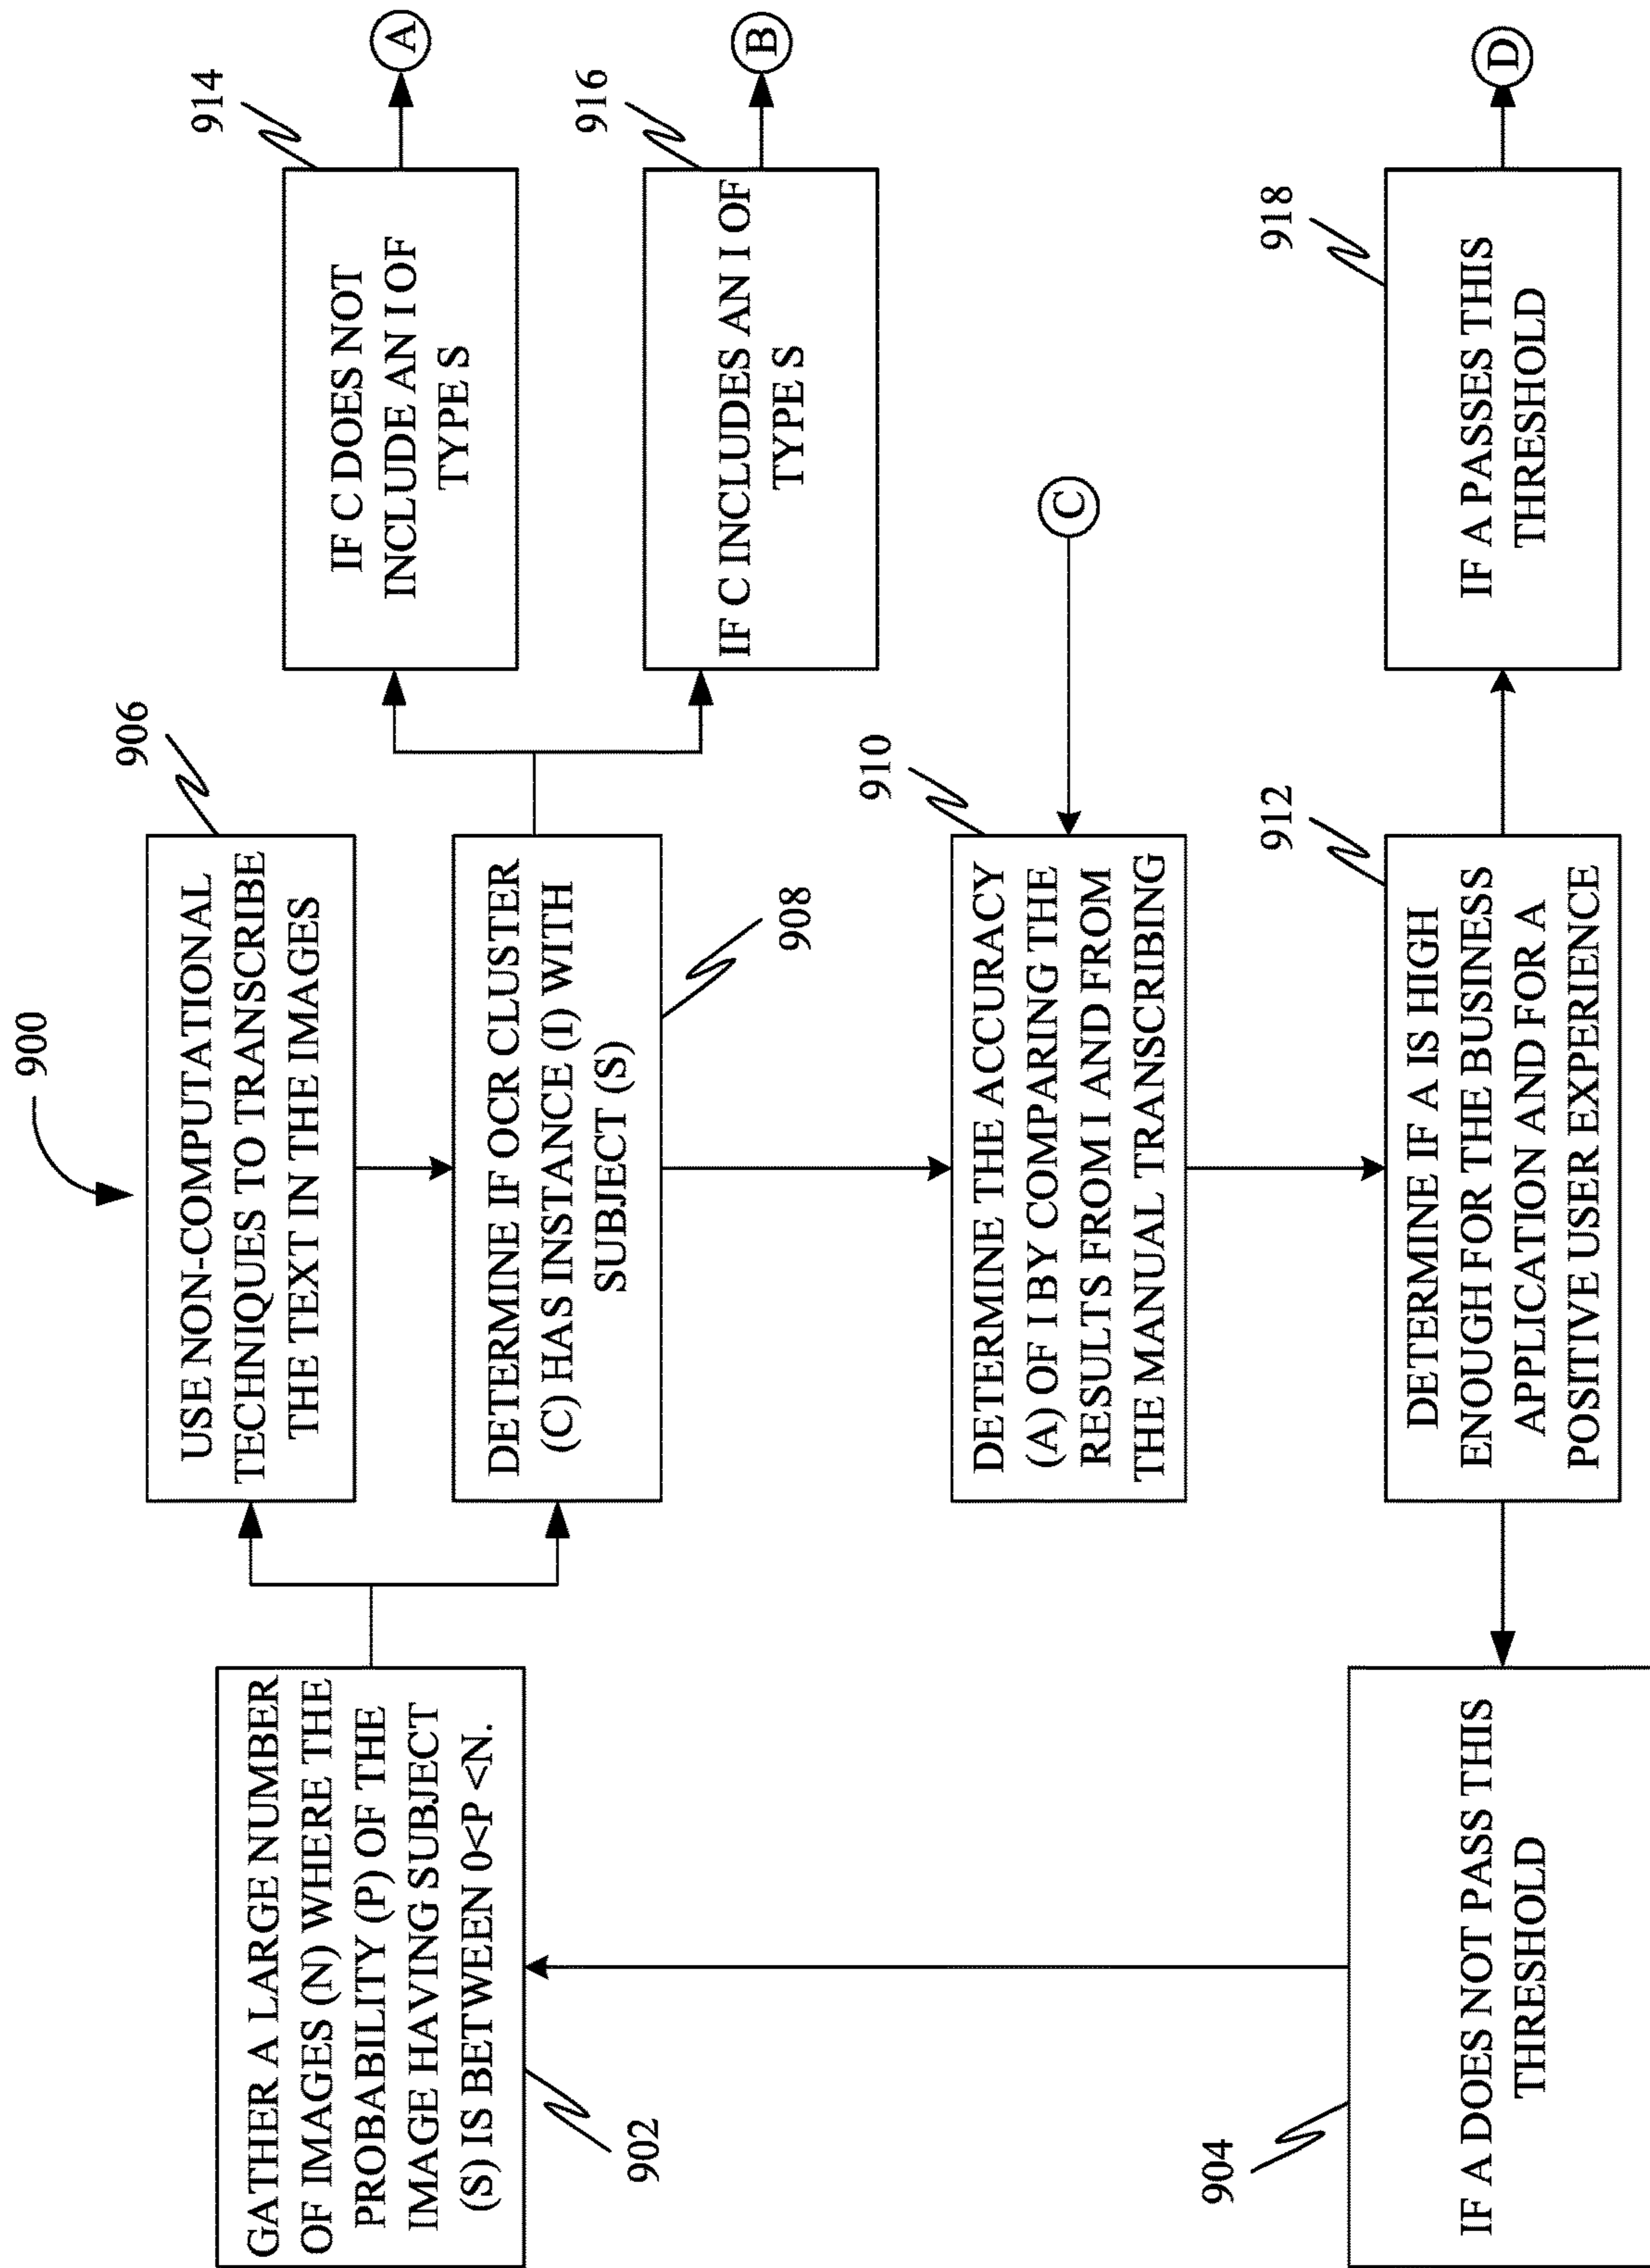 900
GATHER A LARGE NUMBER
OF IMAGES (N) WHERE THE
PROBABILITY (P) OF THE
IMAGE HAVING SUBJECT
(S) IS BETWEEN 0<P <N.
902
USE NON-COMPUTATIONAL
TECHNIQUES TO TRANSCRIBE
THE TEXT IN THE IMAGES
906
DETERMINE IF OCR CLUSTER
(C) HAS INSTANCE (I) WITH
SUBJECT (S)
908
IF C DOES NOT
INCLUDE AN I OF
TYPE S
914
A
IF C INCLUDES AN I OF
TYPE S
916
B
DETERMINE THE ACCURACY
(A) OF I BY COMPARING THE
RESULTS FROM I AND FROM
THE MANUAL TRANSCRIBING
910
C
IF A DOES NOT PASS THIS
THRESHOLD
904
DETERMINE IF A IS HIGH
ENOUGH FOR THE BUSINESS
APPLICATION AND FOR A
POSITIVE USER EXPERIENCE
912
IF A PASSES THIS
THRESHOLD
918
D